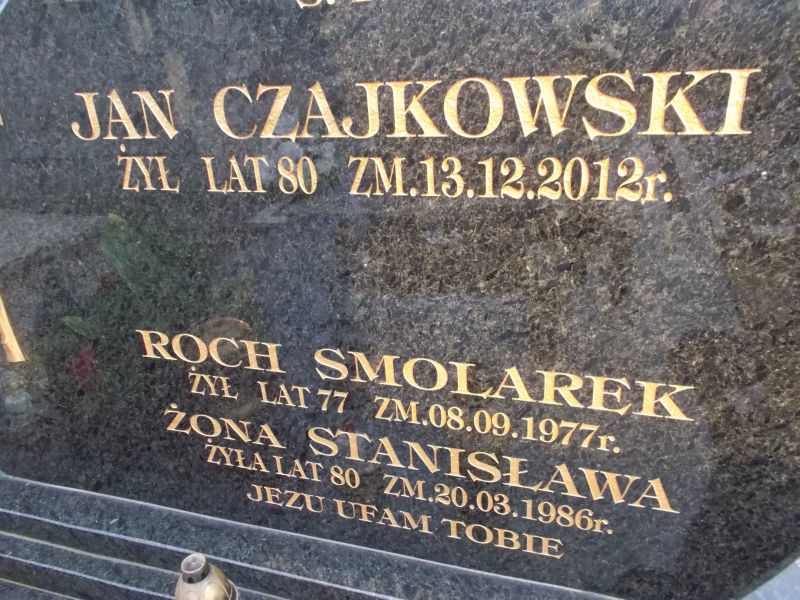 JAN CZAJKOWSKI
ŻYŁ LAT 80 ZM.13.12.2012r.
ROCH SMOLAREK
ŻYŁ LAT 77 ZM.08.09.1977r.
ŻONA STANISŁAWA
ŻYŁA LAT 80 ZM.20.03.1986r.
JEZU UFAM TOBIE